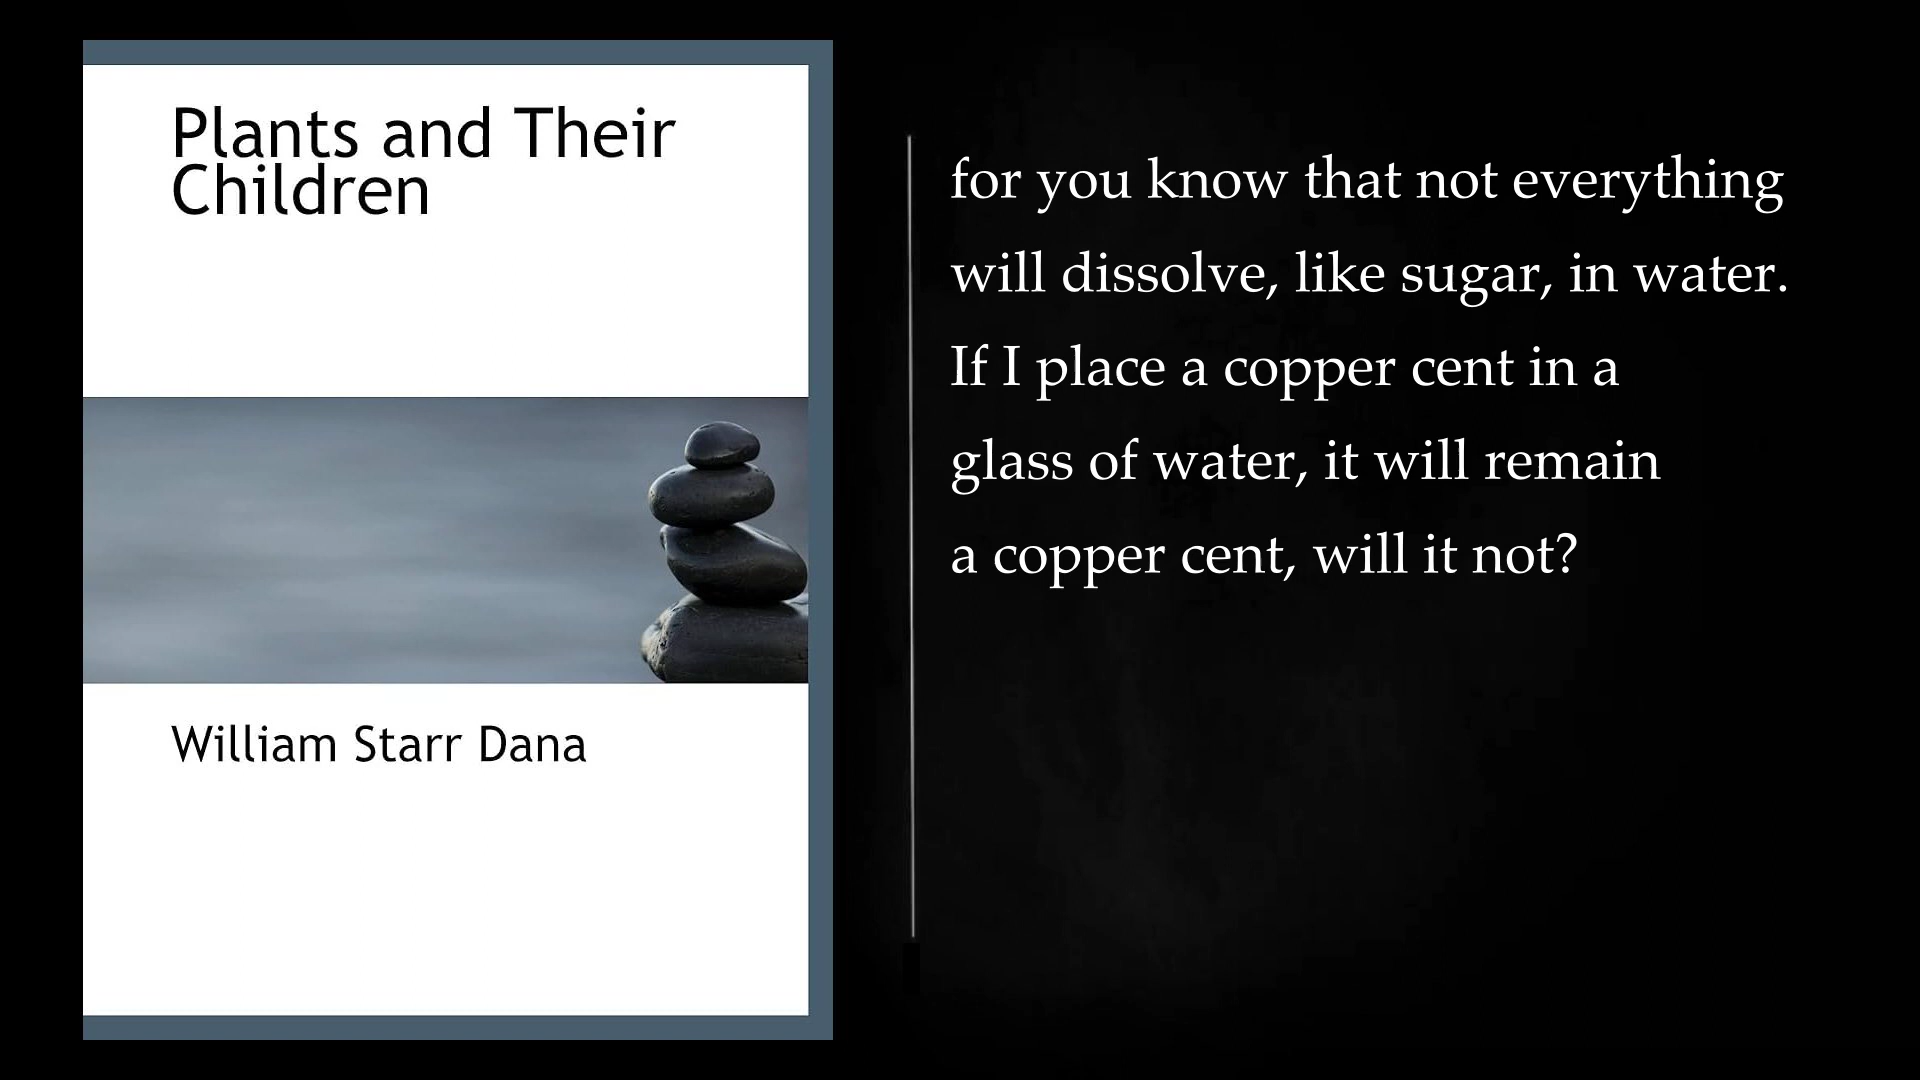 Plants and Their
Children
William Starr Dana
for you know that not everything
will dissolve, like sugar, in water.
If I place a copper cent in a
glass of water, it will remain
a copper cent, will it not?